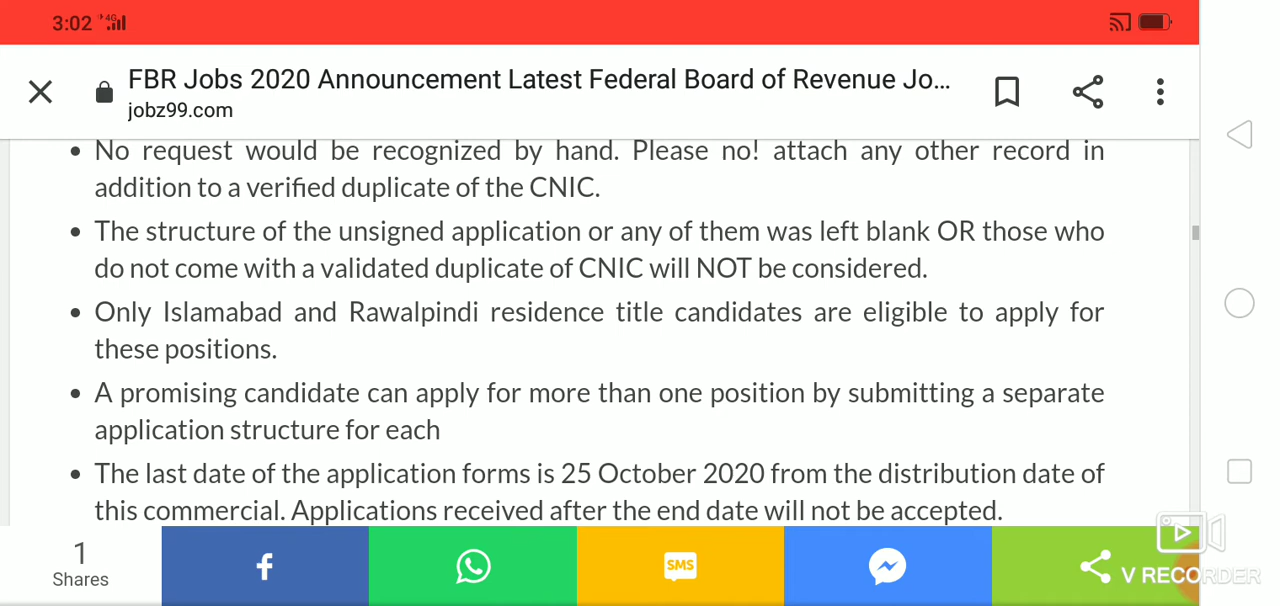 3:02 4G
FBR Jobs 2020 Announcement Latest Federal Board of Revenue Jo...
jobz99.com
• No request would be recognized by hand. Please no! attach any other record in
addition to a verified duplicate of the CNIC.
• The structure of the unsigned application or any of them was left blank OR those who
do not come with a validated duplicate of CNIC will NOT be considered.
• Only Islamabad and Rawalpindi residence title candidates are eligible to apply for
these positions.
• A promising candidate can apply for more than one position by submitting a separate
application structure for each
• The last date of the application forms is 25 October 2020 from the distribution date of
this commercial. Applications received after the end date will not be accepted.
1
Shares
SMS
V RECORDER